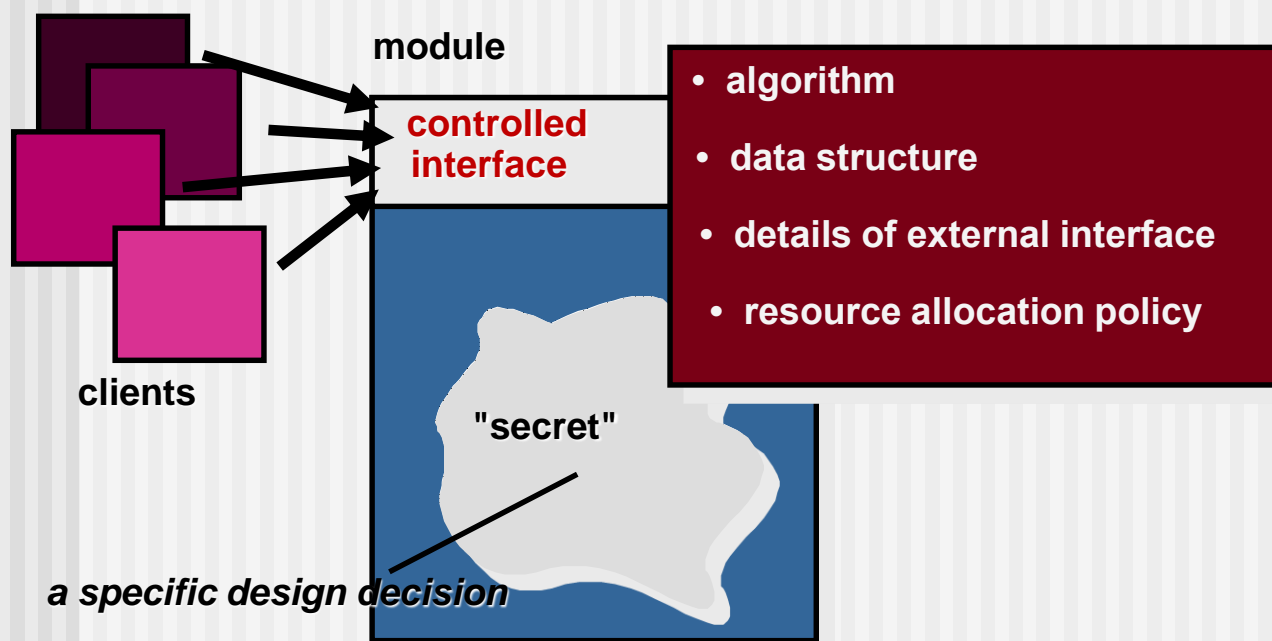 module
controlled
interface
• algorithm
• data structure
• details of external interface
• resource allocation policy
clients
"secret"
a specific design decision